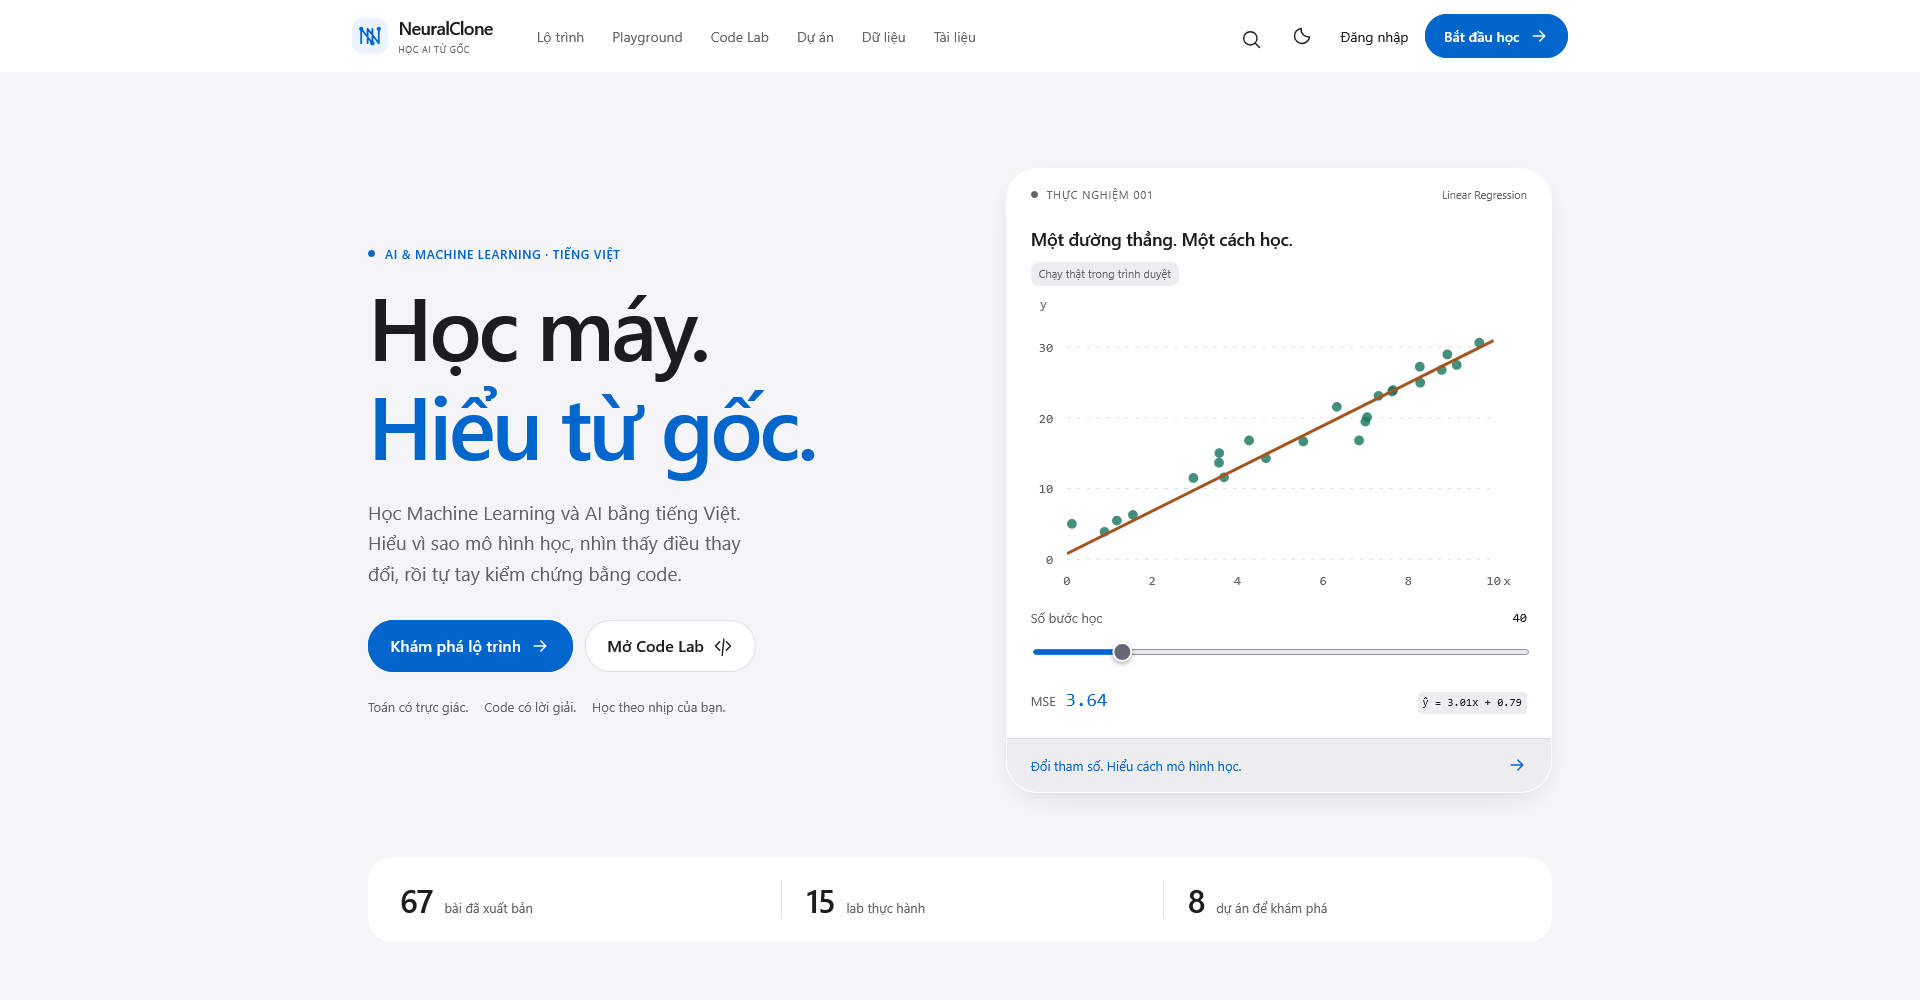 NeuralClone
HỌC AI TỪ GỐC
Lộ trình
Playground
Code Lab
Dự án
Dữ liệu
Tài liệu
Đăng nhập
Bắt đầu học
AI & MACHINE LEARNING · TIẾNG VIỆT
Học máy.
Hiểu từ gốc.
Học Machine Learning và AI bằng tiếng Việt.
Hiểu vì sao mô hình học, nhìn thấy điều thay
đổi, rồi tự tay kiểm chứng bằng code.
Khám phá lộ trình
Mở Code Lab
Toán có trực giác.
Code có lời giải.
Học theo nhịp của bạn.
THỰC NGHIỆM 001
Linear Regression
Một đường thẳng. Một cách học.
Chạy thật trong trình duyệt
y
30
20
10
0
0 2 4 6 8 10 x
Số bước học
40
MSE 3.64
ŷ = 3.01x + 0.79
Đổi tham số. Hiểu cách mô hình học.
67 bài đã xuất bản
15 lab thực hành
8 dự án để khám phá